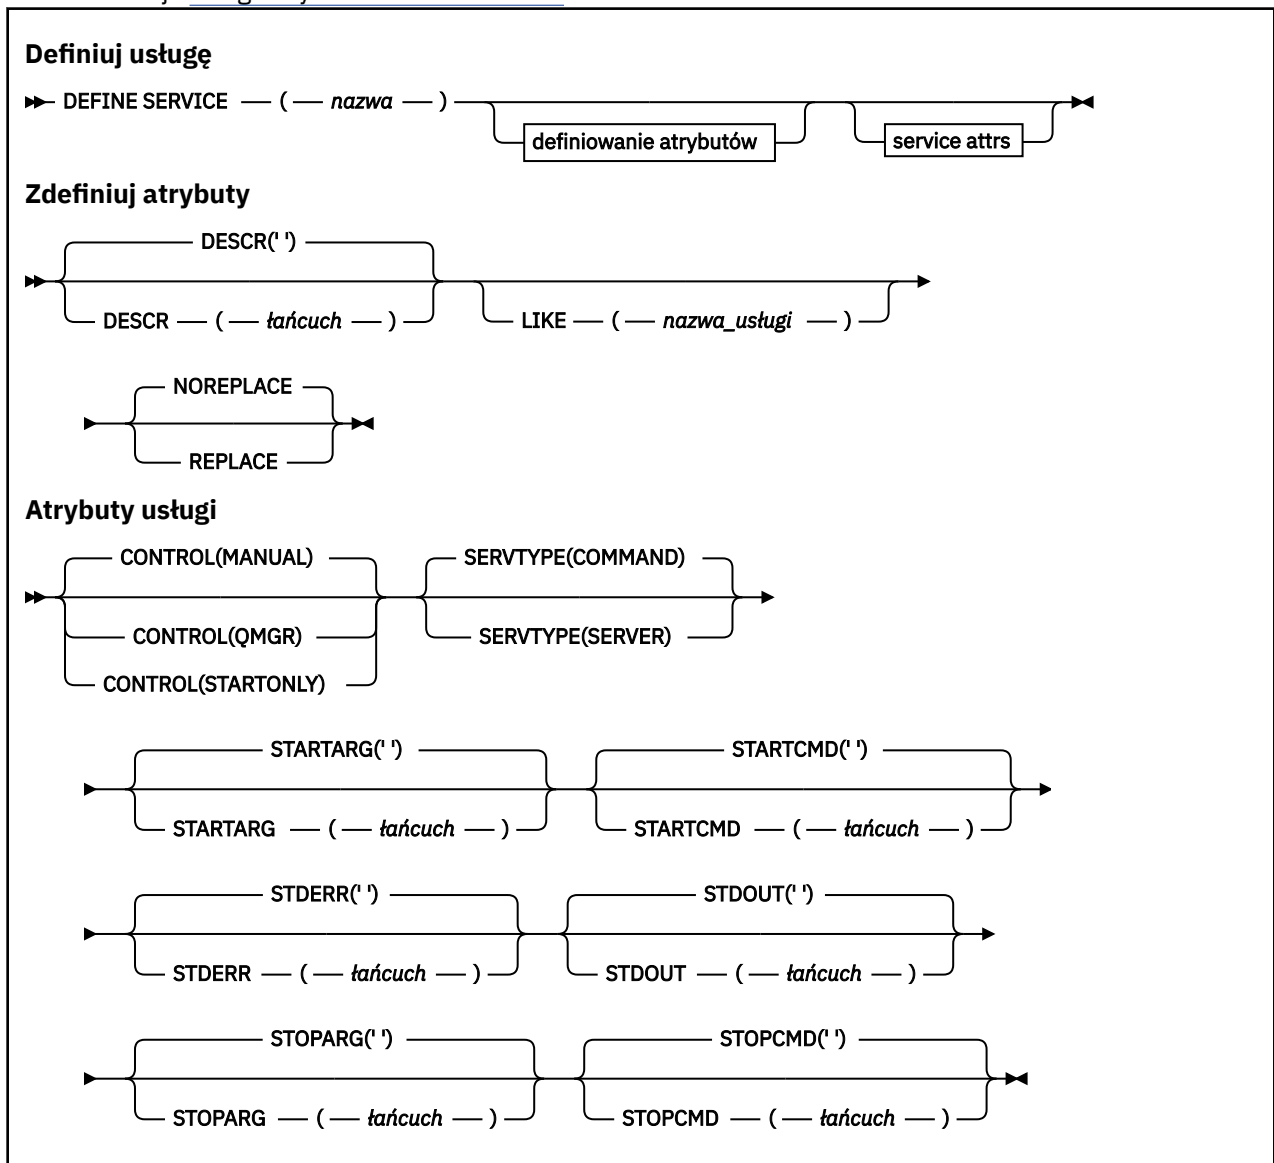 Definiuj usługę
DEFINE SERVICE ( nazwa )
definiowanie atrybutów
service attrs
Zdefiniuj atrybuty
DESCR(' ')
DESCR ( łańcuch )
LIKE ( nazwa_usługi )
NOREPLACE
REPLACE
Atrybuty usługi
CONTROL(MANUAL)
CONTROL(QMGR)
CONTROL(STARTONLY)
SERVTYPE(COMMAND)
SERVTYPE(SERVER)
STARTARG(' ')
STARTARG ( łańcuch )
STARTCMD(' ')
STARTCMD ( łańcuch )
STDERR(' ')
STDERR ( łańcuch )
STDOUT(' ')
STDOUT ( łańcuch )
STOPARG(' ')
STOPARG ( łańcuch )
STOPCMD(' ')
STOPCMD ( łańcuch )